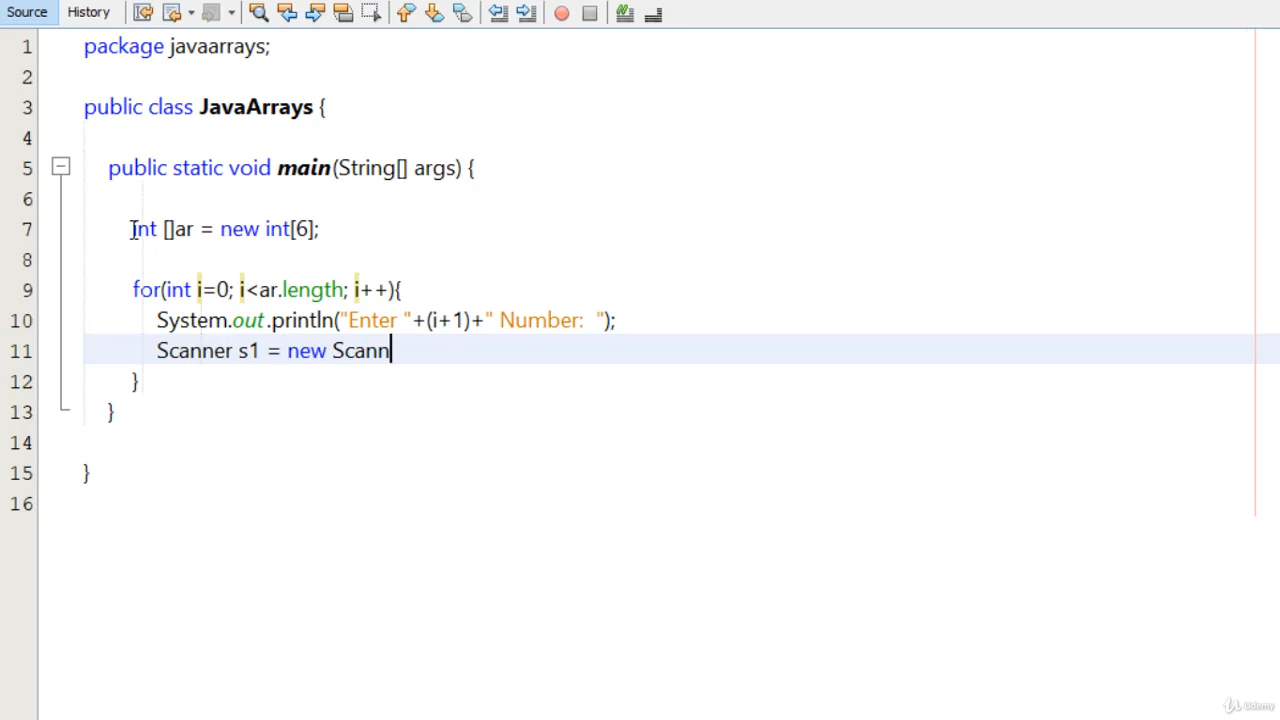 Source History
1 package javaarrays;
2
3 public class JavaArrays {
4
5 public static void main(String[] args) {
6
7 int []ar = new int[6];
8
9 for(int i=0; i<ar.length; i++){
10 System.out.println("Enter "+(i+1)+" Number:  ");
11 Scanner s1 = new Scann
12 }
13 }
14
15 }
16
Udemy